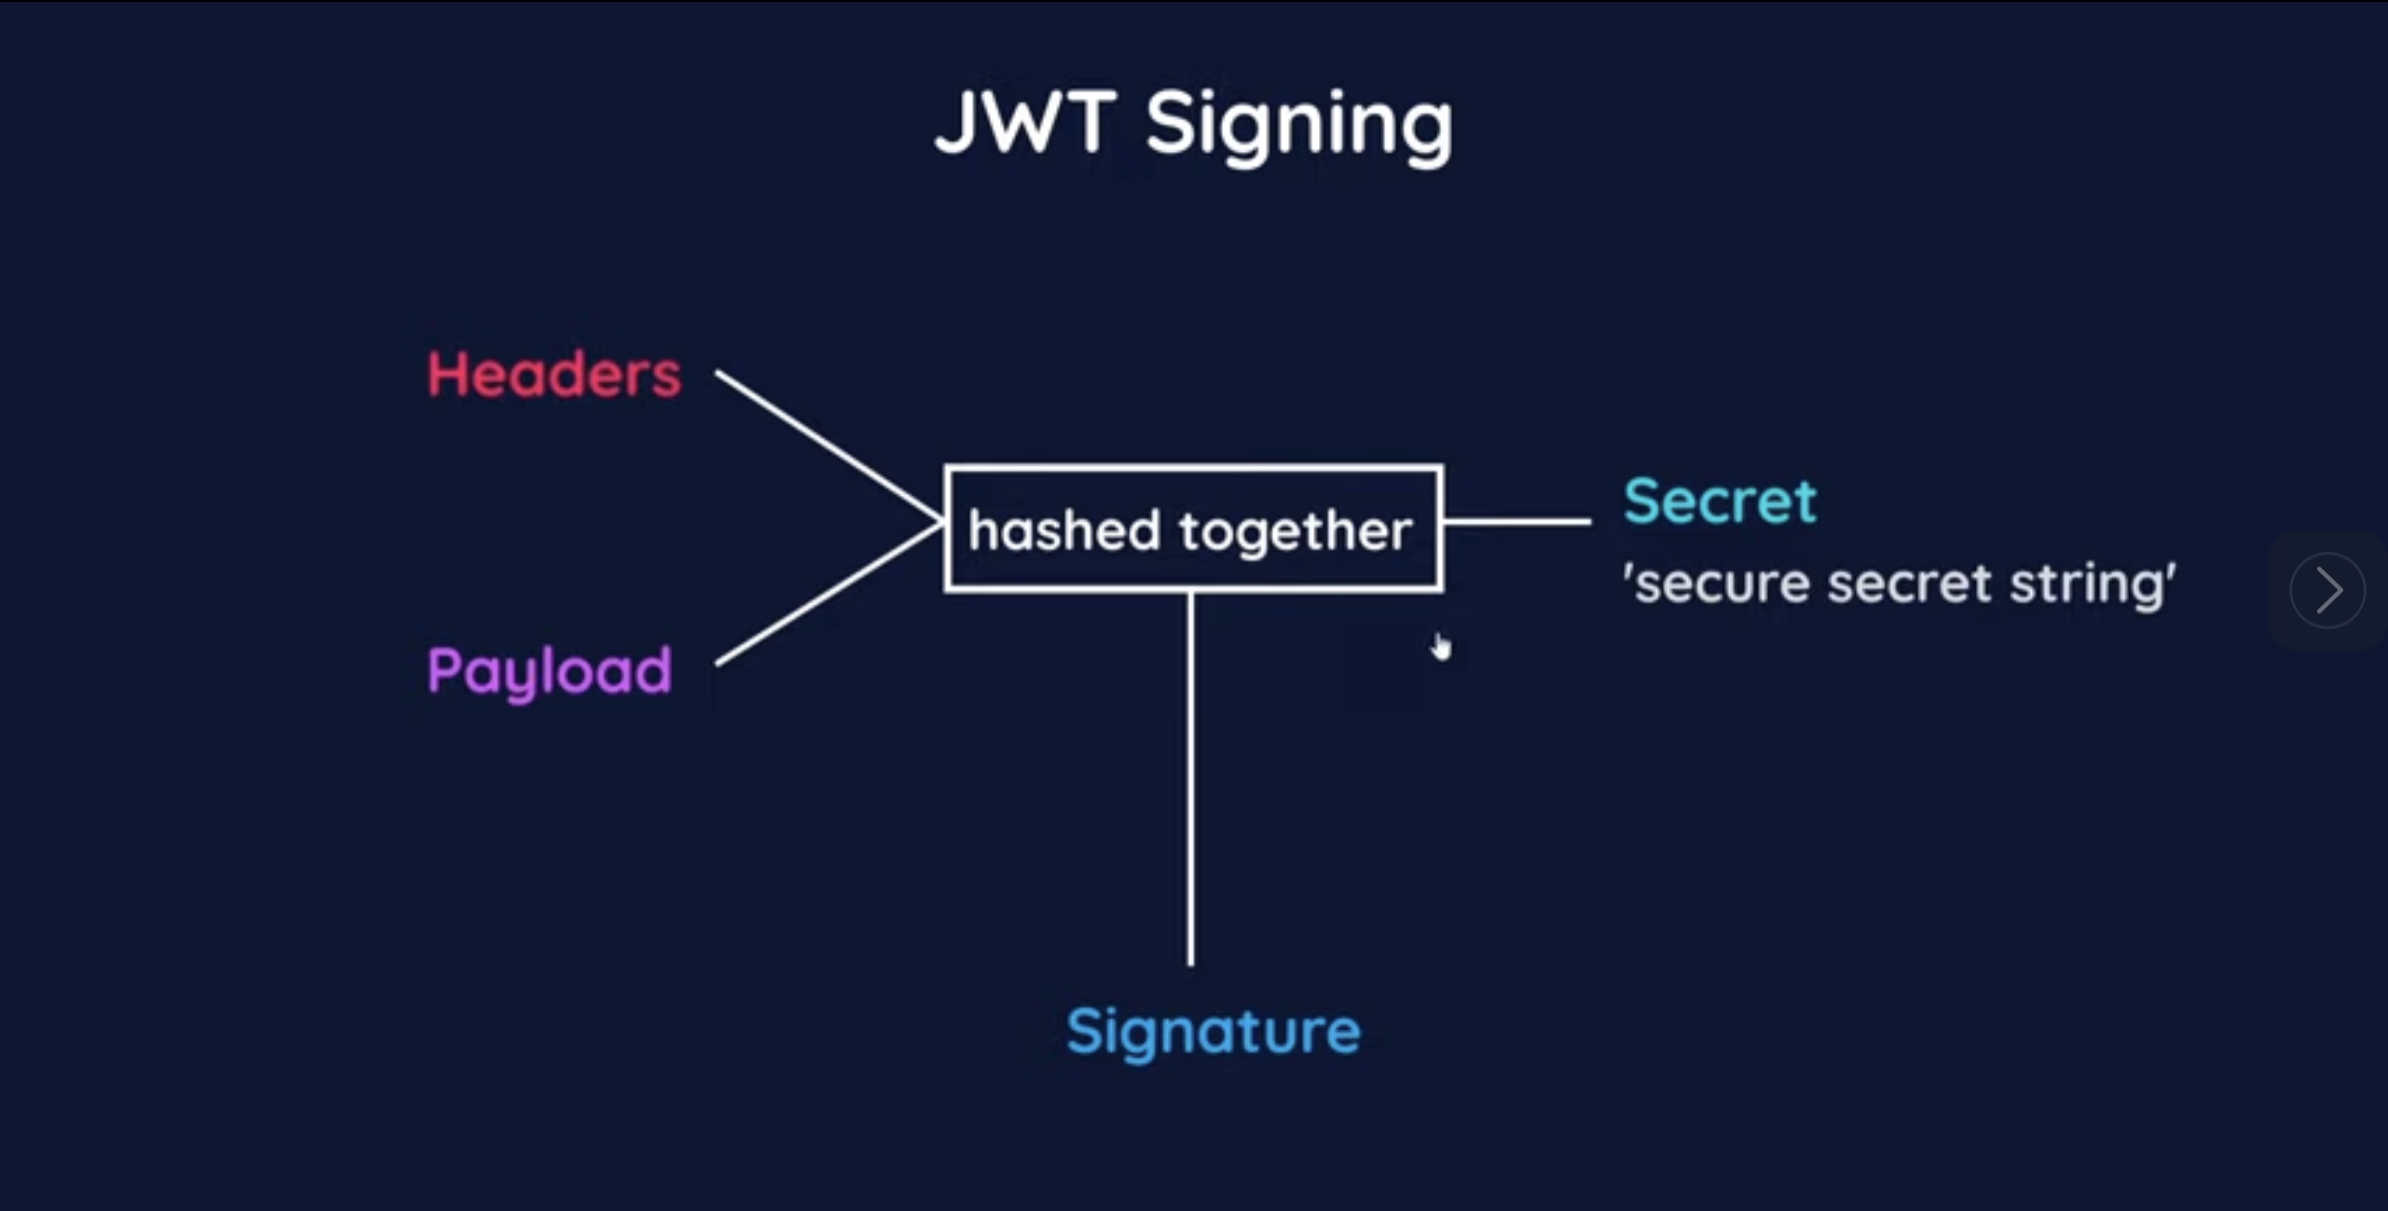 JWT Signing
Headers
hashed together
Secret
'secure secret string'
Payload
Signature